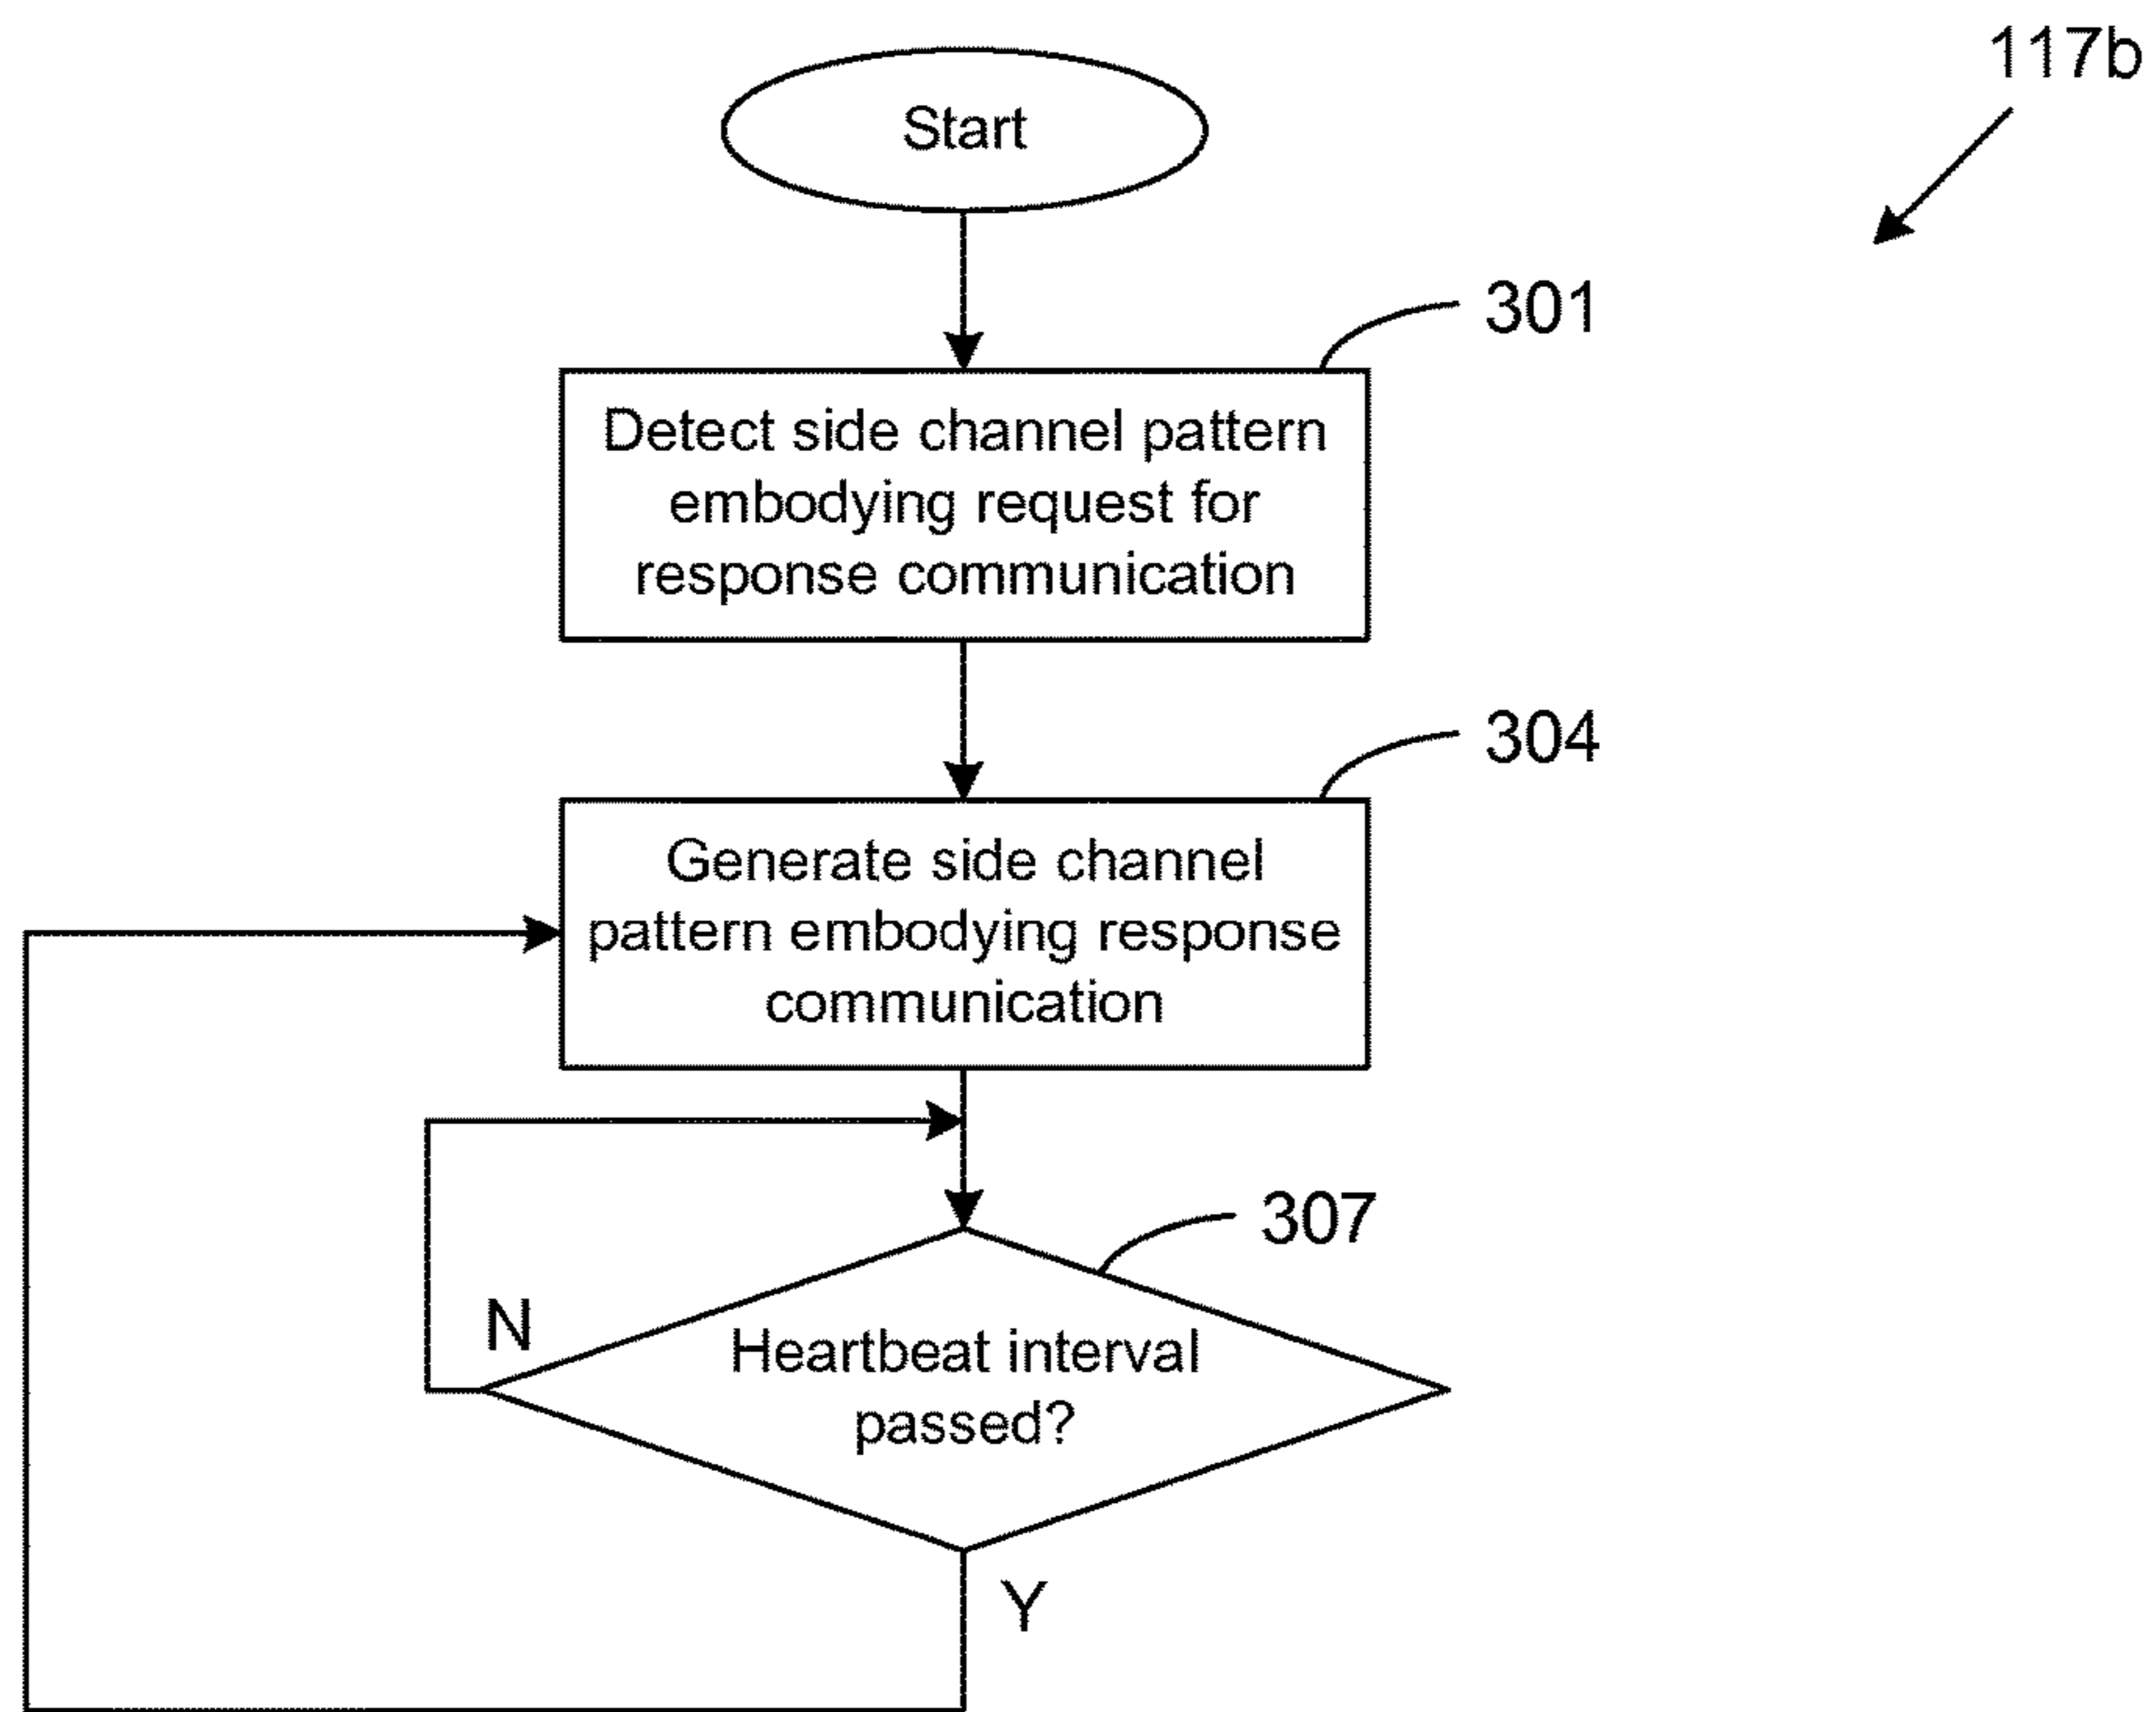 117b
Start
301
Detect side channel pattern
embodying request for
response communication
304
Generate side channel
pattern embodying response
communication
307
N
Heartbeat interval
passed?
Y